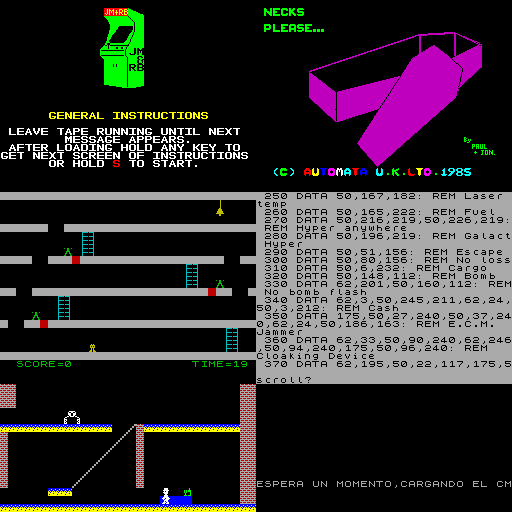 JM+RB
JM
&
RB
GENERAL INSTRUCTIONS
LEAVE TAPE RUNNING UNTIL NEXT
MESSAGE APPEARS.
AFTER LOADING HOLD ANY KEY TO
GET NEXT SCREEN OF INSTRUCTIONS
OR HOLD S TO START.
NECKS
PLEASE...
By
PAUL
+ JON.
(C) AUTOMATA U.K.LTD.1985
SCORE=0 TIME=19
250 DATA 50,167,182: REM Laser
temp
260 DATA 50,165,222: REM Fuel
270 DATA 50,216,219,50,226,219:
REM Hyper anywhere
280 DATA 50,196,219: REM Galact
Hyper
290 DATA 50,51,156: REM Escape
300 DATA 50,80,156: REM No loss
310 DATA 50,6,232: REM Cargo
320 DATA 50,148,112: REM Bomb
330 DATA 62,201,50,160,112: REM
No bomb flash
340 DATA 62,3,50,245,211,62,24,
50,3,212: REM Cash
350 DATA 175,50,27,240,50,37,24
0,62,24,50,186,163: REM E.C.M.
Jammer
360 DATA 62,33,50,90,240,62,246
,50,94,240,175,50,96,240: REM
Cloaking Device
370 DATA 62,195,50,22,117,175,5
scroll?
ESPERA UN MOMENTO,CARGANDO EL CM